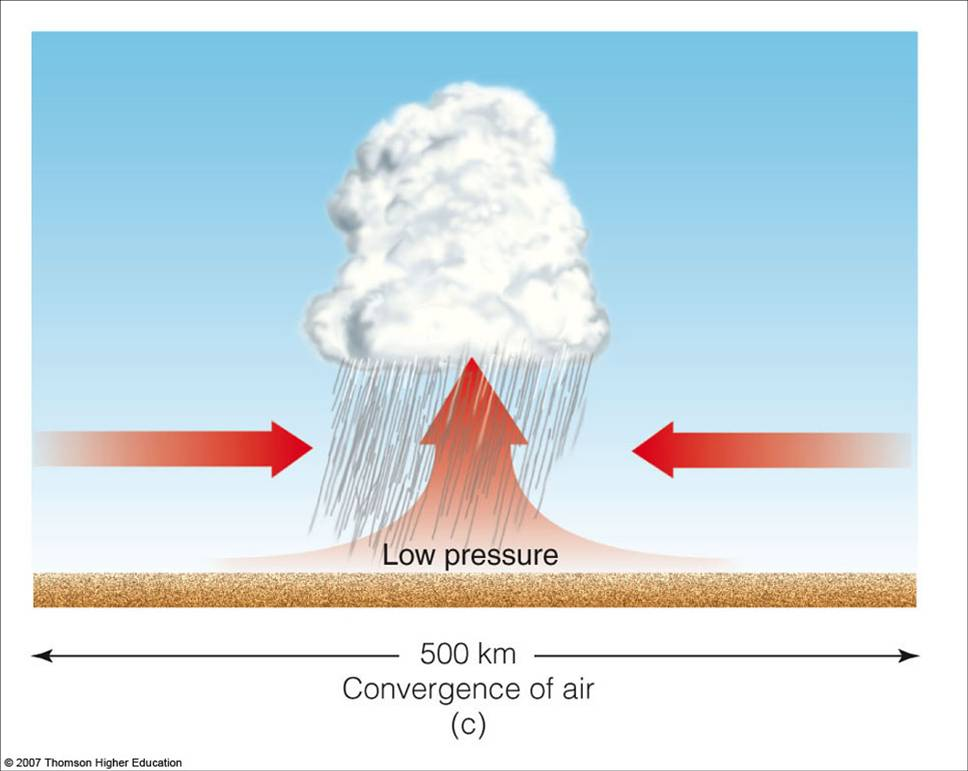 Low pressure
500 km
Convergence of air
(c)
© 2007 Thomson Higher Education